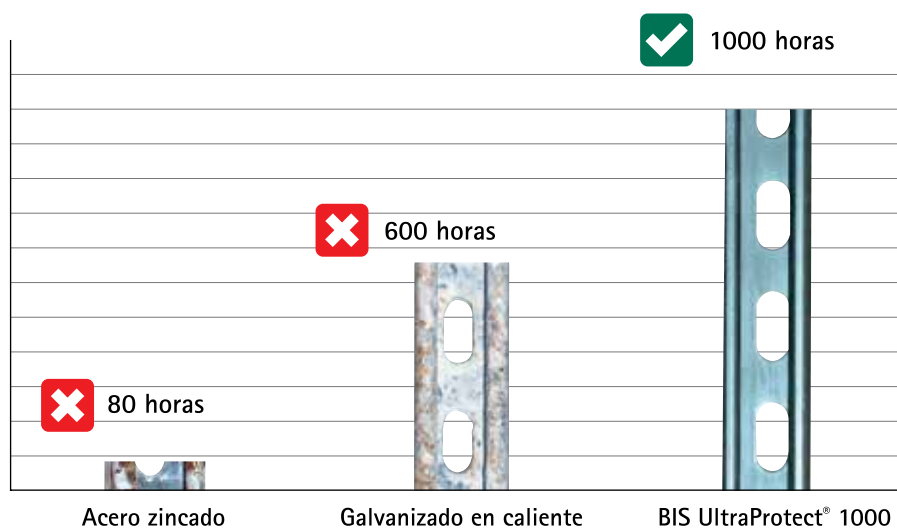 1000 horas
600 horas
80 horas
Acero zincado
Galvanizado en caliente
BIS UltraProtect® 1000